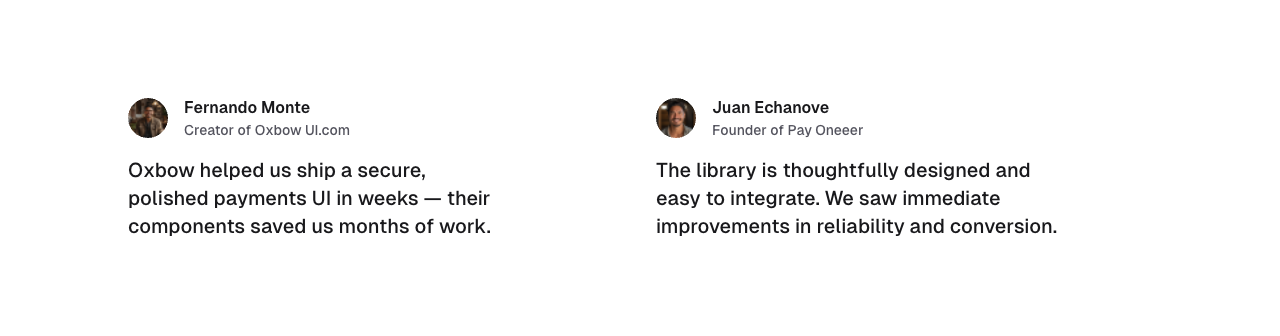 Fernando Monte
Creator of Oxbow UI.com
Oxbow helped us ship a secure,
polished payments UI in weeks — their
components saved us months of work.
Juan Echanove
Founder of Pay Oneeer
The library is thoughtfully designed and
easy to integrate. We saw immediate
improvements in reliability and conversion.